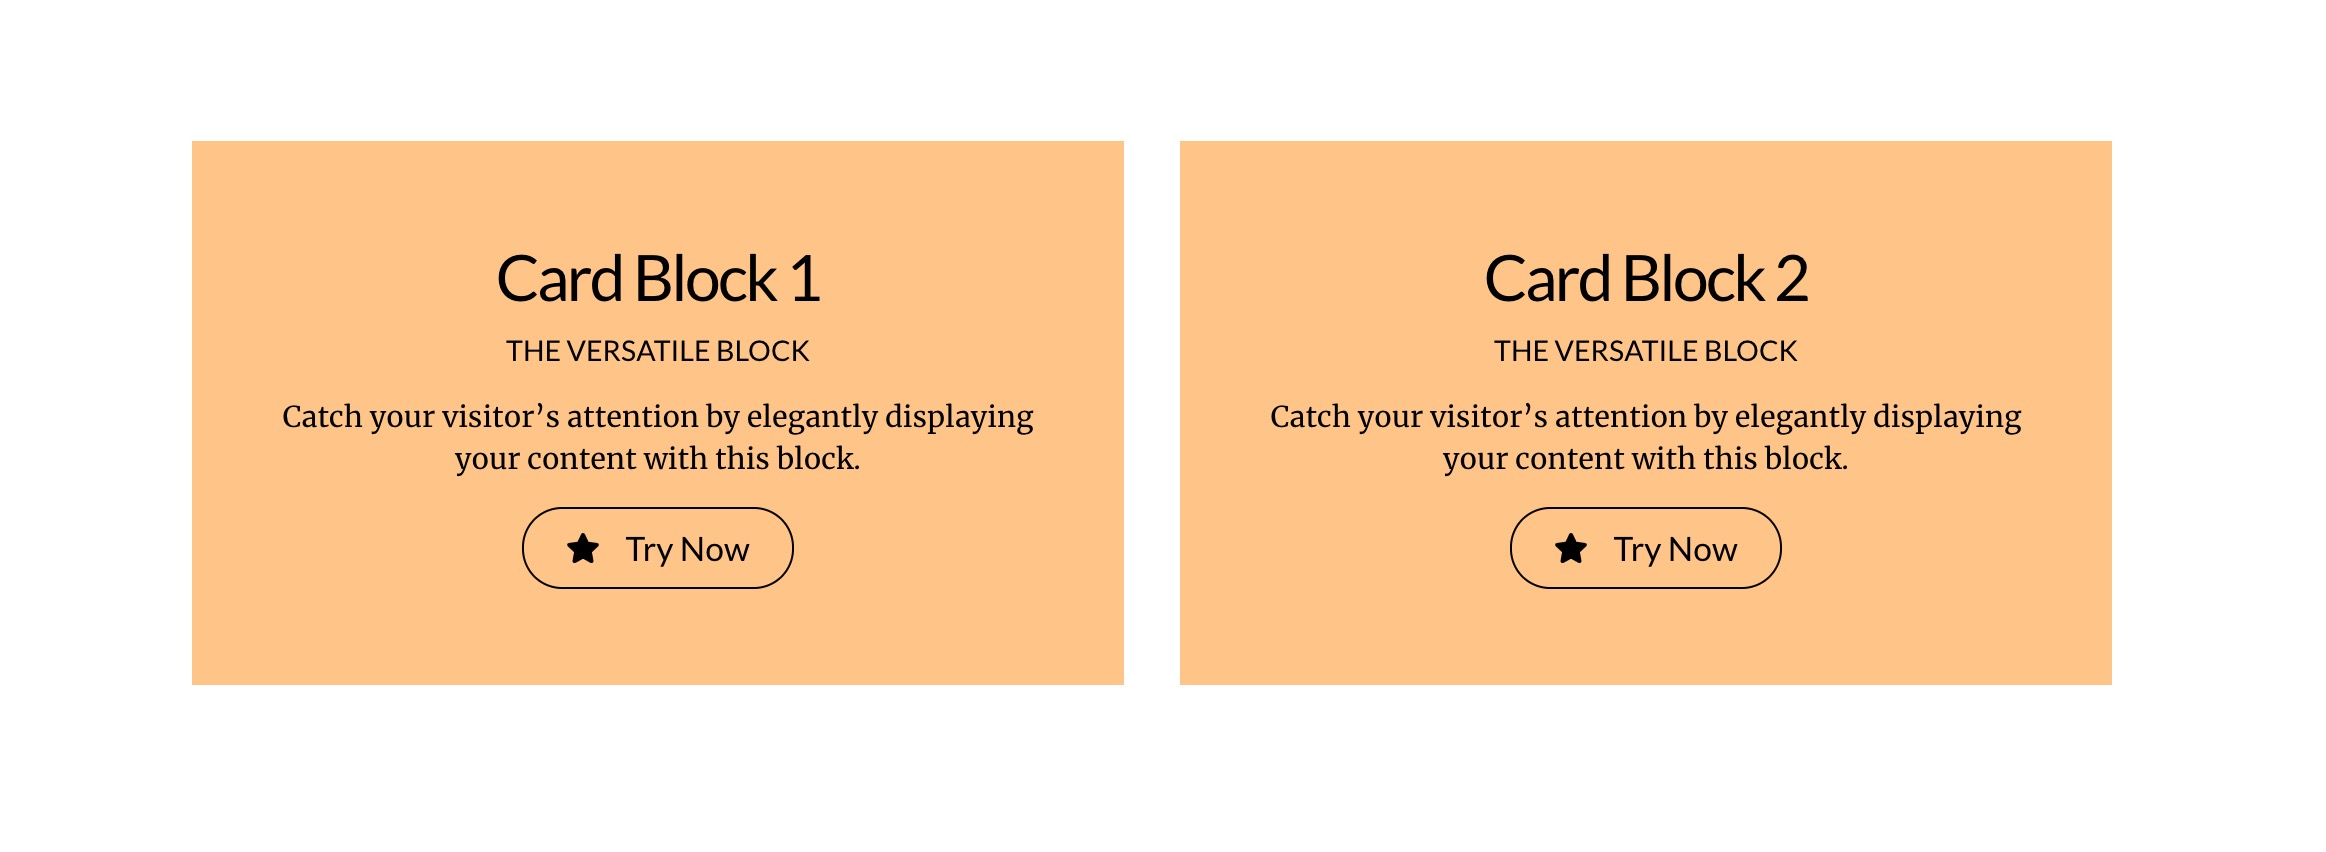 Card Block 1
THE VERSATILE BLOCK
Catch your visitor’s attention by elegantly displaying
your content with this block.
Try Now
Card Block 2
THE VERSATILE BLOCK
Catch your visitor’s attention by elegantly displaying
your content with this block.
Try Now